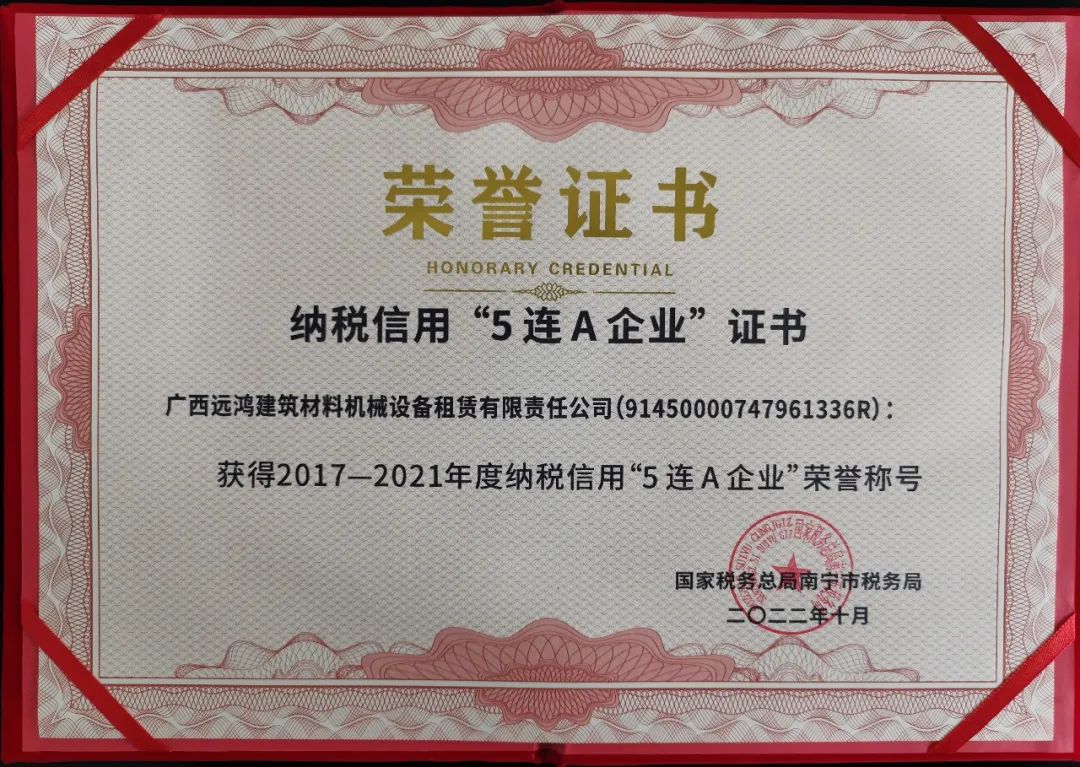 荣誉证书
HONORARY CREDENTIAL
纳税信用“5连A企业”证书
广西远鸿建筑材料机械设备租赁有限责任公司(91450000747961336R)：
获得2017—2021年度纳税信用“5连A企业”荣誉称号
国家税务总局南宁市税务局
二〇二二年十月